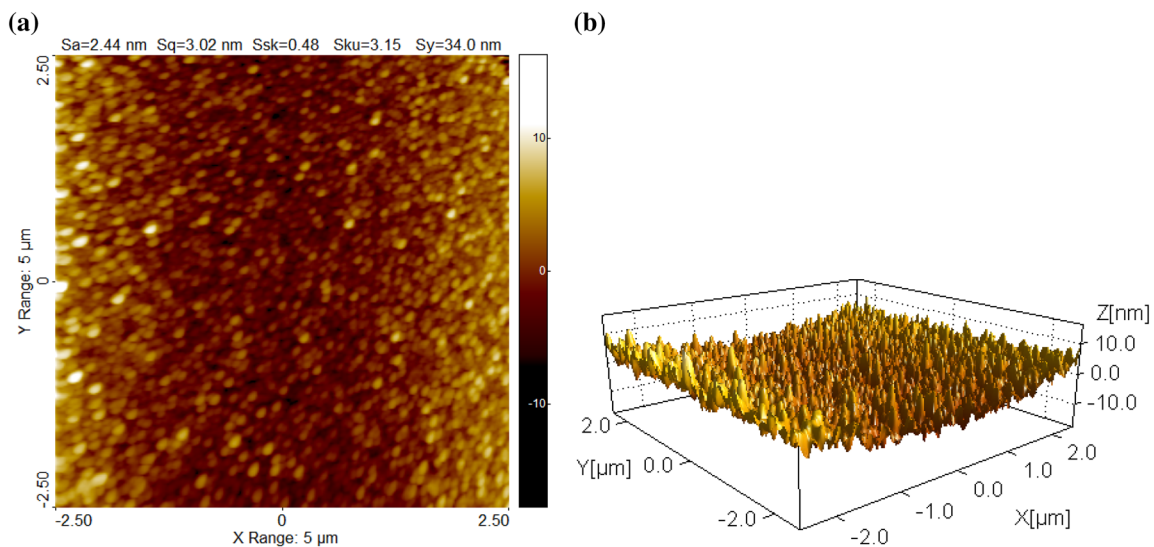 (a)
Sa=2.44 nm Sq=3.02 nm Ssk=0.48 Sku=3.15 Sy=34.0 nm
2.50
0
-2.50
Y Range: 5 µm
-2.50 0 2.50
X Range: 5 µm
10
0
-10
(b)
Z[nm]
10.0
0.0
-10.0
2.0
0.0
-2.0
Y[µm]
-2.0
-1.0
0.0
1.0
2.0
X[µm]